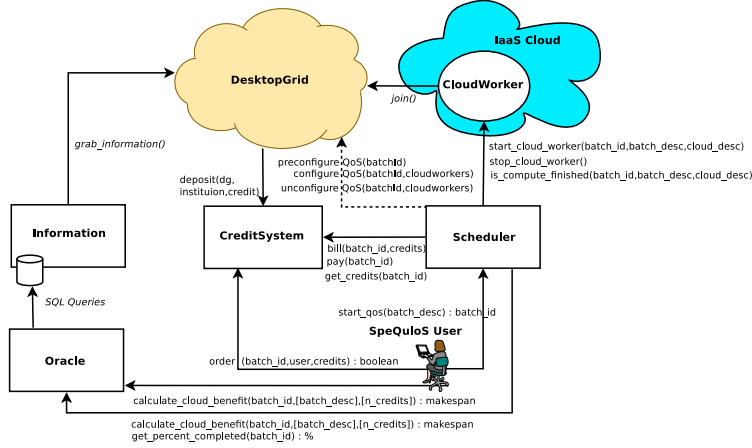 IaaS Cloud
DesktopGrid
CloudWorker
join()
grab_information()
start_cloud_worker(batch_id,batch_desc,cloud_desc)
stop_cloud_worker()
is_compute_finished(batch_id,batch_desc,cloud_desc)
preconfigure QoS(batchId)
configure QoS(batchId,cloudworkers)
unconfigure QoS(batchId,cloudworkers)
deposit(dg,
instituion,credit)
Information
CreditSystem
Scheduler
bill(batch_id,credits)
pay(batch_id)
get_credits(batch_id)
SQL Queries
start_qos(batch_desc) : batch_id
SpeQuloS User
Oracle
order (batch_id,user,credits) : boolean
calculate_cloud_benefit(batch_id,[batch_desc],[n_credits]) : makespan
calculate_cloud_benefit(batch_id,[batch_desc],[n_credits]) : makespan
get_percent_completed(batch_id) : %